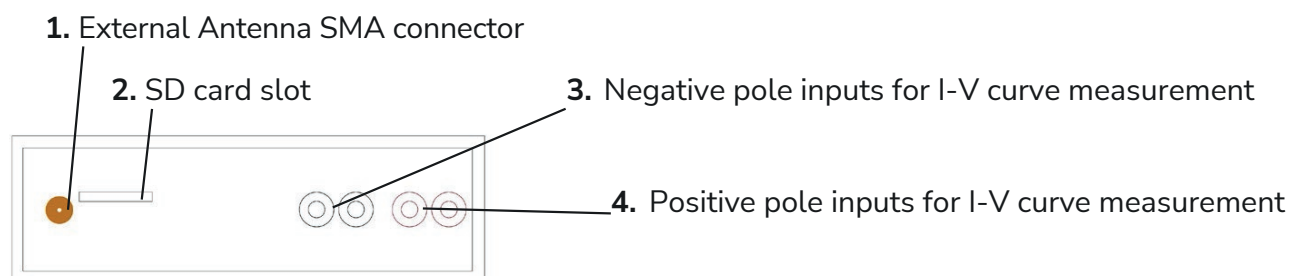 1. External Antenna SMA connector
2. SD card slot
3. Negative pole inputs for I-V curve measurement
4. Positive pole inputs for I-V curve measurement